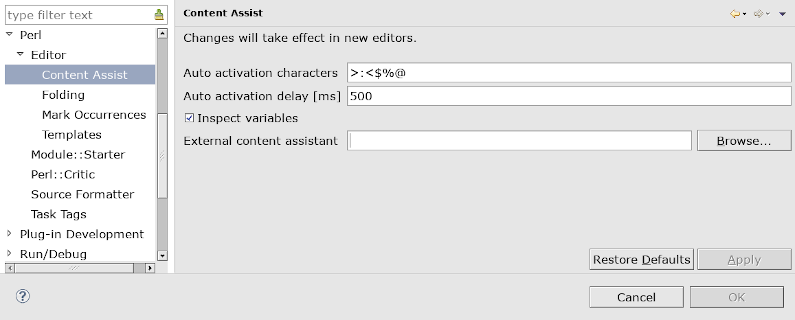 type filter text
Perl
Editor
Content Assist
Folding
Mark Occurrences
Templates
Module::Starter
Perl::Critic
Source Formatter
Task Tags
Plug-in Development
Run/Debug
Content Assist
Changes will take effect in new editors.
Auto activation characters >:<$%@
Auto activation delay [ms] 500
Inspect variables
External content assistant Browse...
Restore Defaults Apply
? Cancel OK